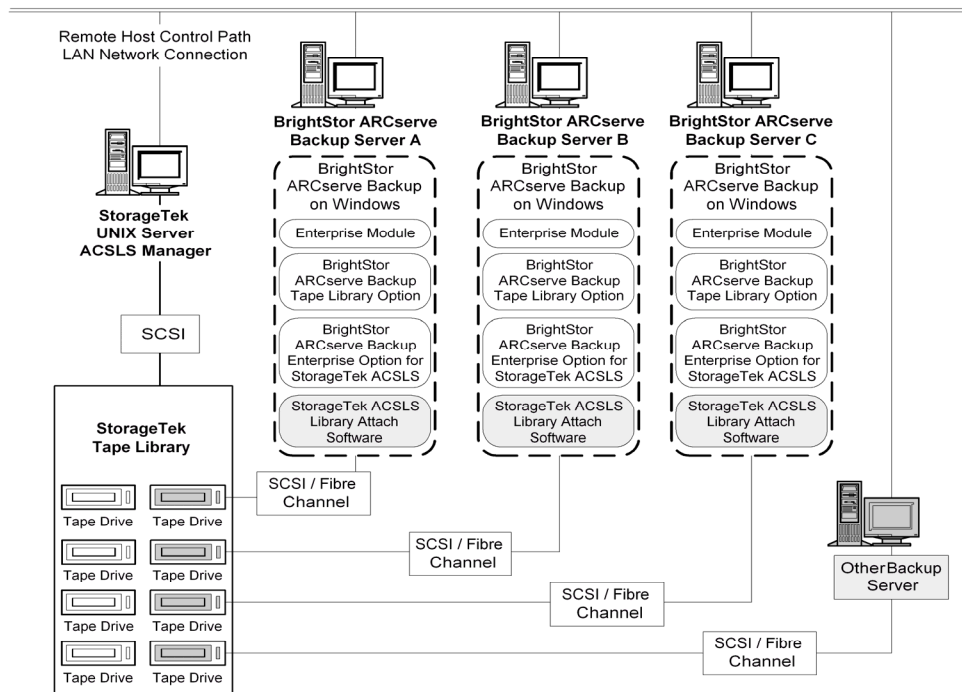 Remote Host Control Path
LAN Network Connection
StorageTek
UNIX Server
ACSLS Manager
SCSI
StorageTek
Tape Library
Tape Drive
Tape Drive
Tape Drive
Tape Drive
Tape Drive
Tape Drive
Tape Drive
Tape Drive
BrightStor ARCserve
Backup Server A
BrightStor
ARCserve Backup
on Windows
Enterprise Module
BrightStor
ARCserve Backup
Tape Library Option
BrightStor
ARCserve Backup
Enterprise Option for
StorageTek ACSLS
StorageTek ACSLS
Library Attach
Software
SCSI / Fibre
Channel
BrightStor ARCserve
Backup Server B
BrightStor
ARCserve Backup
on Windows
Enterprise Module
BrightStor
ARCserve Backup
Tape Library Option
BrightStor
ARCserve Backup
Enterprise Option for
StorageTek ACSLS
StorageTek ACSLS
Library Attach
Software
SCSI / Fibre
Channel
BrightStor ARCserve
Backup Server C
BrightStor
ARCserve Backup
on Windows
Enterprise Module
BrightStor
ARCserve Backup
Tape Library Option
BrightStor
ARCserve Backup
Enterprise Option for
StorageTek ACSLS
StorageTek ACSLS
Library Attach
Software
SCSI / Fibre
Channel
OtherBackup
Server
SCSI / Fibre
Channel